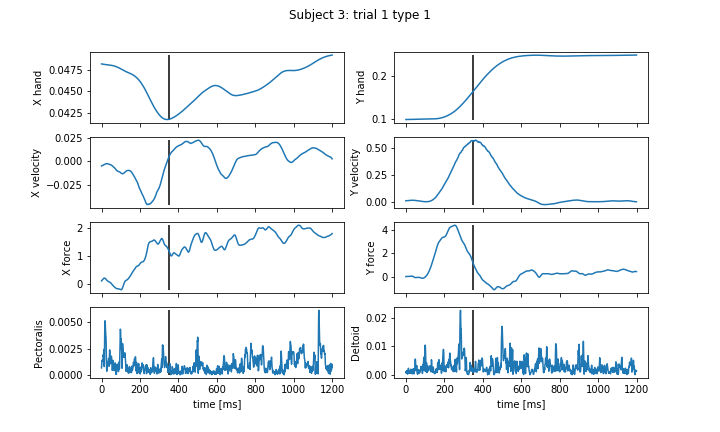 Subject 3: trial 1 type 1
X hand
0.0475
0.0450
0.0425
Y hand
0.2
0.1
X velocity
0.025
0.000
−0.025
Y velocity
0.50
0.25
0.00
X force
2
1
0
Y force
4
2
0
Pectoralis
0.0050
0.0025
0.0000
0 200 400 600 800 1000 1200
time [ms]
Deltoid
0.02
0.01
0.00
0 200 400 600 800 1000 1200
time [ms]